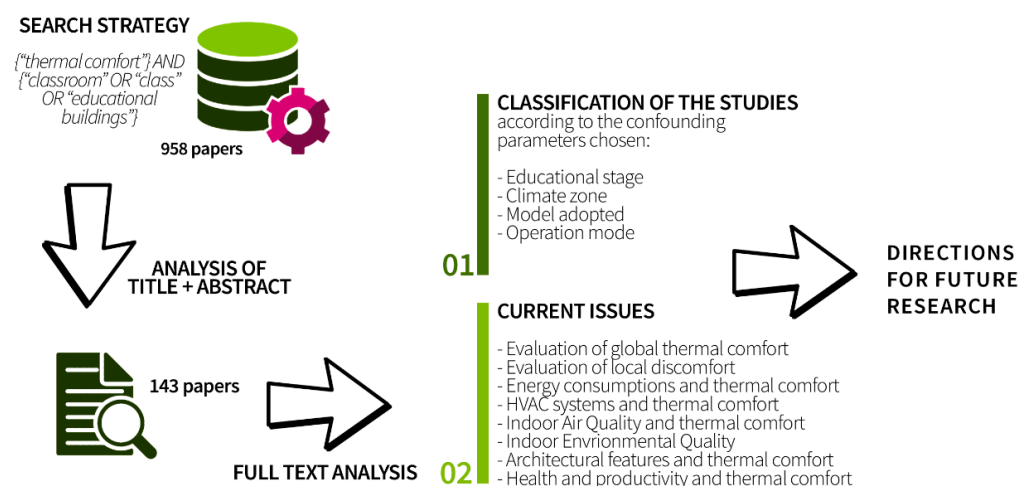 SEARCH STRATEGY
{“thermal comfort”} AND
{“classroom” OR “class”
OR “educational
buildings”}
958 papers
ANALYSIS OF
TITLE + ABSTRACT
143 papers
FULL TEXT ANALYSIS
01
CLASSIFICATION OF THE STUDIES
according to the confounding
parameters chosen:
- Educational stage
- Climate zone
- Model adopted
- Operation mode
02
CURRENT ISSUES
- Evaluation of global thermal comfort
- Evaluation of local discomfort
- Energy consumptions and thermal comfort
- HVAC systems and thermal comfort
- Indoor Air Quality and thermal comfort
- Indoor Envrionmental Quality
- Architectural features and thermal comfort
- Health and productivity and thermal comfort
DIRECTIONS
FOR FUTURE
RESEARCH